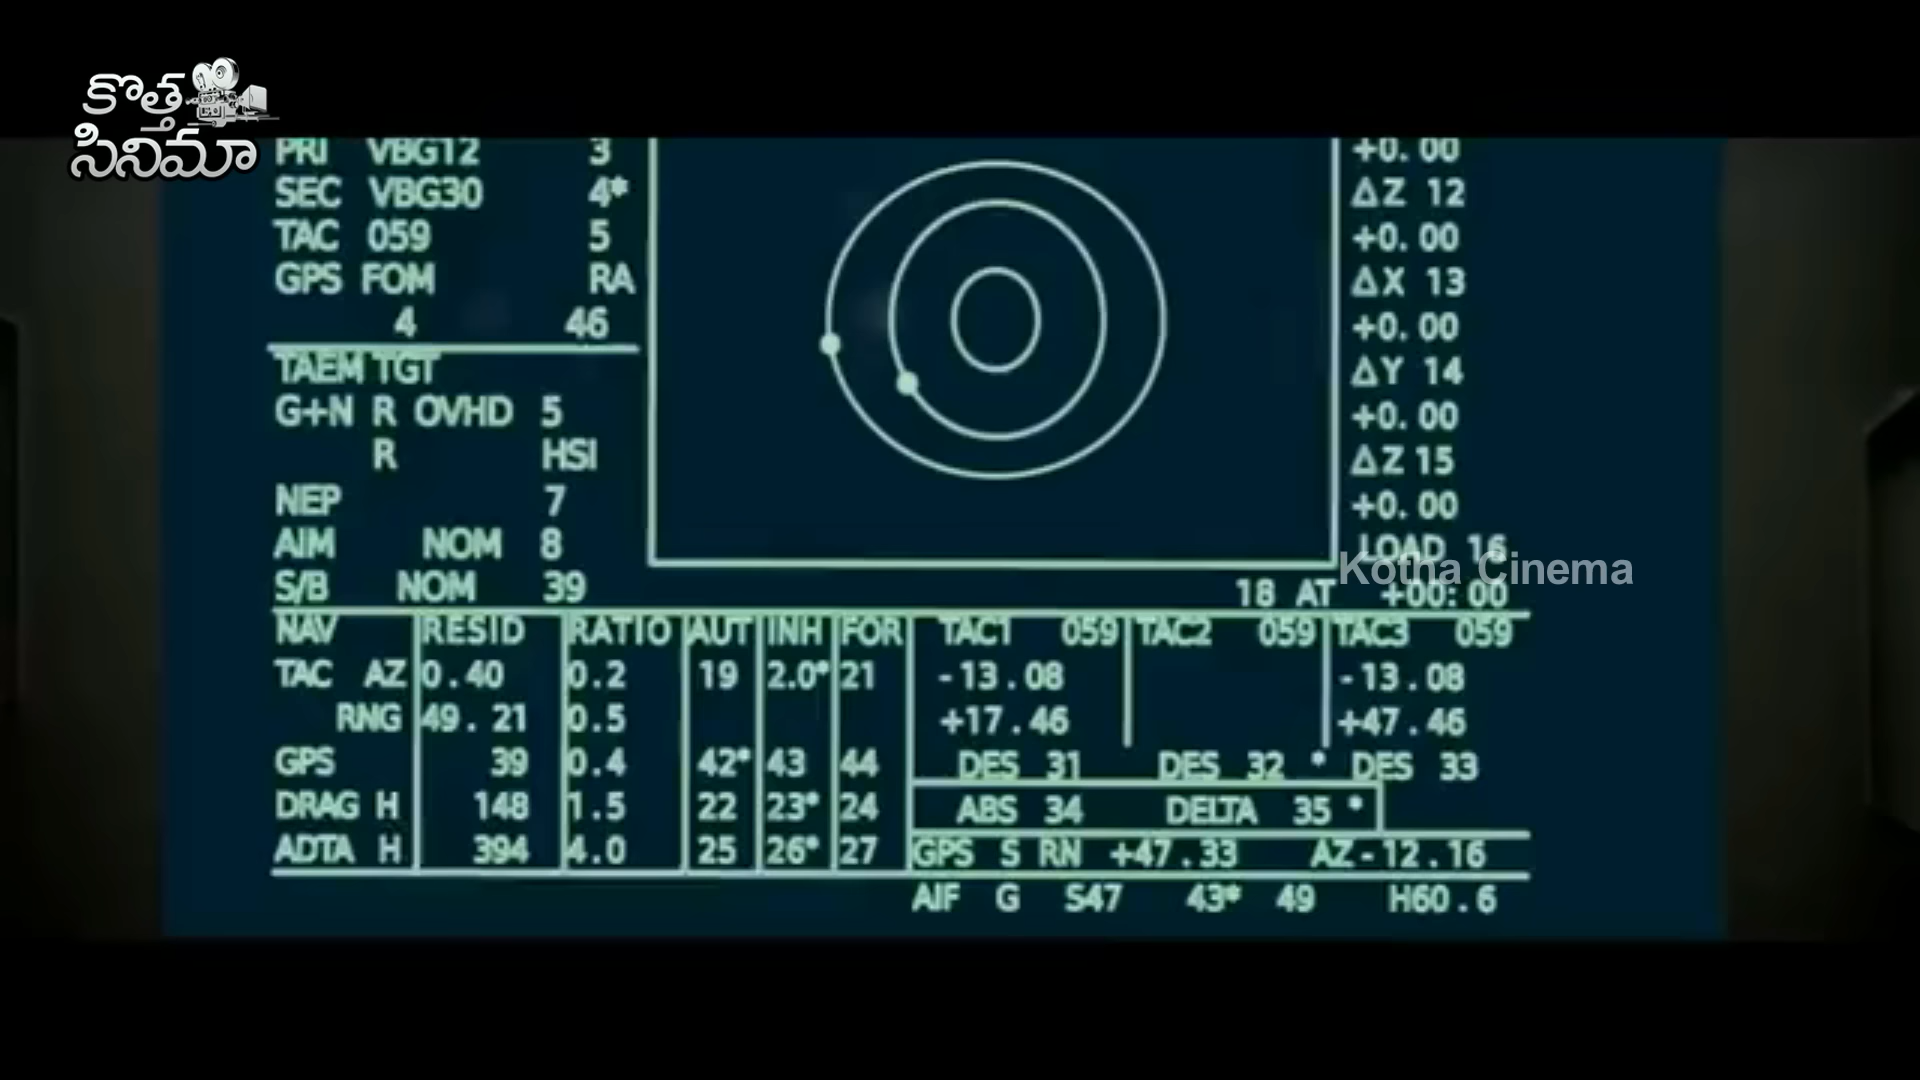 కొత్త
సినిమా
PRI VBG12 3
SEC VBG30 4*
TAC 059 5
GPS FOM RA
4 46
TAEM TGT
G+N R OVHD 5
R HSI
NEP 7
AIM NOM 8
S/B NOM 39
+0. 00
ΔZ 12
+0. 00
ΔX 13
+0. 00
ΔY 14
+0. 00
ΔZ 15
+0. 00
LOAD 16
Kotha Cinema
18 AT +00: 00
NAV RESID RATIO AUT INH FOR TAC1 059 TAC2 059 TAC3 059
TAC AZ 0.40 0.2 19 2.0* 21 -13.08 -13.08
RNG 49.21 0.5 +17.46 +47.46
GPS 39 0.4 42* 43 44 DES 31 DES 32 * DES 33
DRAG H 148 1.5 22 23* 24 ABS 34 DELTA 35 *
ADTA H 394 4.0 25 26* 27 GPS S RN +47.33 AZ-12.16
AIF G S47 43* 49 H60.6